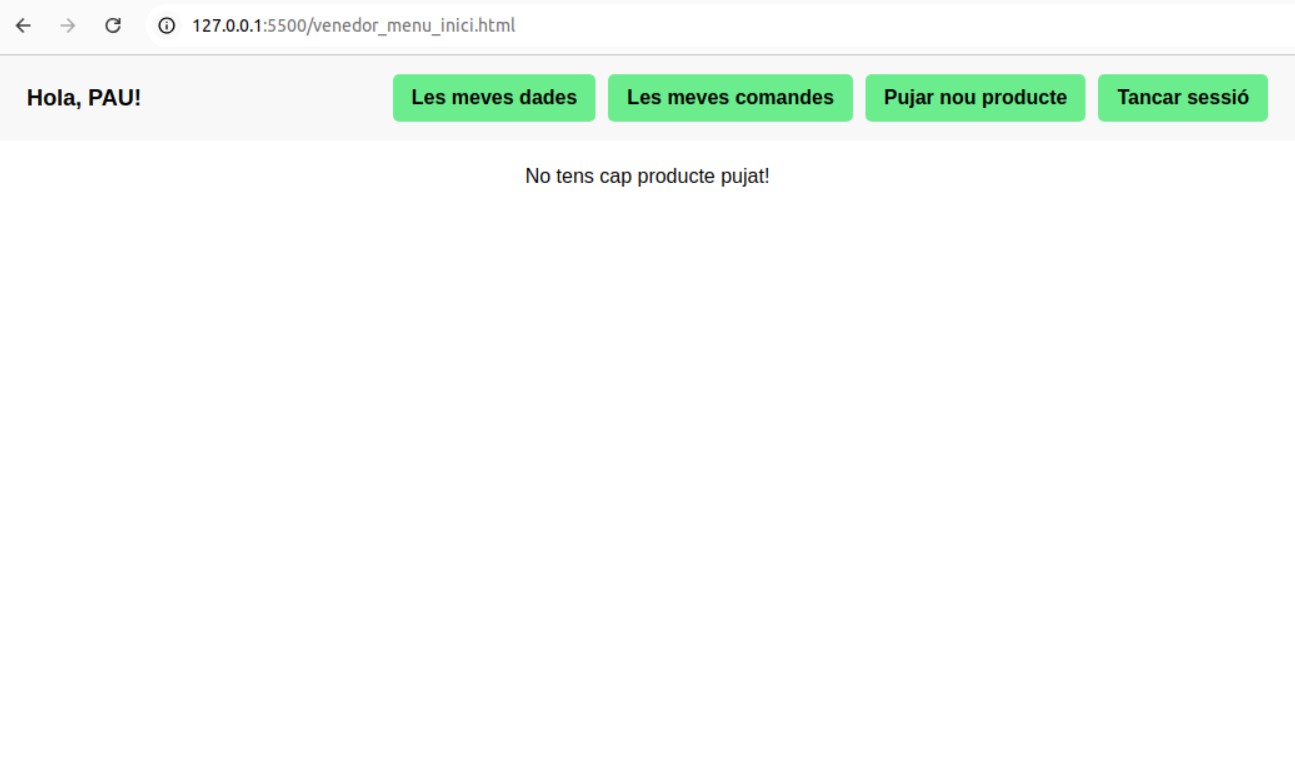 127.0.0.1:5500/venedor_menu_inici.html
Hola, PAU! Les meves dades Les meves comandes Pujar nou producte Tancar sessió
No tens cap producte pujat!